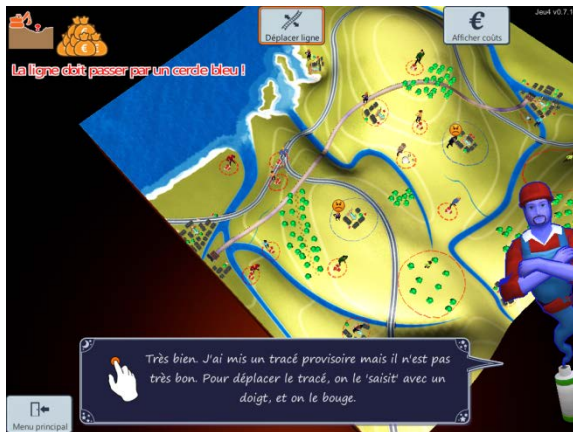 Jeu4 v0.7.1
Déplacer ligne
Afficher coûts
La ligne doit passer par un cercle bleu !
Très bien. J'ai mis un tracé provisoire mais il n'est pas
très bon. Pour déplacer le tracé, on le 'saisit' avec un
doigt, et on le bouge.
Menu principal